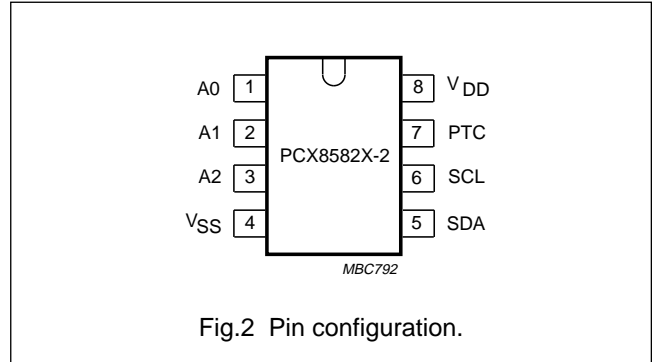 A0 1 8 VDD
A1 2 7 PTC
PCX8582X-2
A2 3 6 SCL
VSS 4 5 SDA
MBC792
Fig.2 Pin configuration.